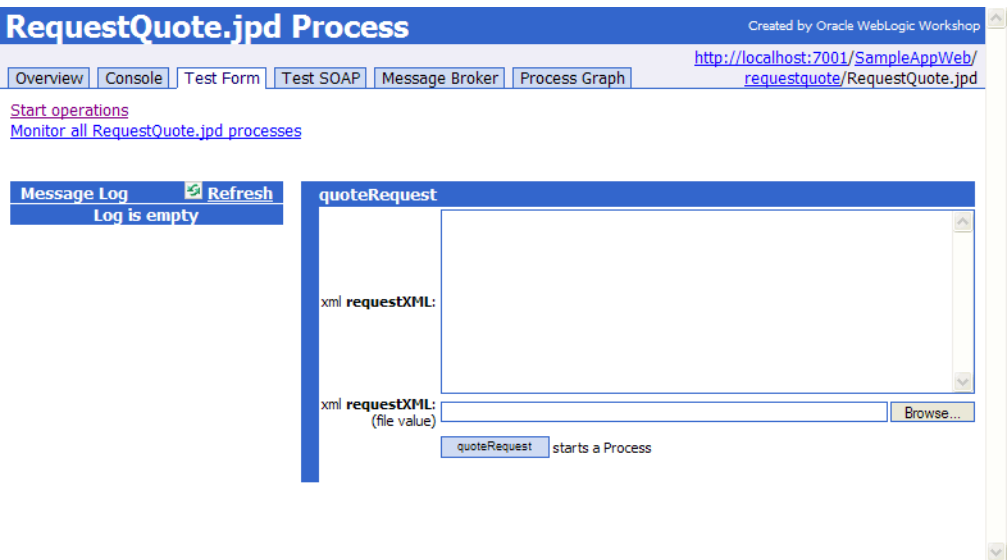 RequestQuote.jpd Process
Created by Oracle WebLogic Workshop
http://localhost:7001/SampleAppWeb/
requestquote/RequestQuote.jpd
Overview Console Test Form Test SOAP Message Broker Process Graph
Start operations
Monitor all RequestQuote.jpd processes
Message Log Refresh
Log is empty
quoteRequest
xml requestXML:
xml requestXML:
(file value)
Browse...
quoteRequest starts a Process